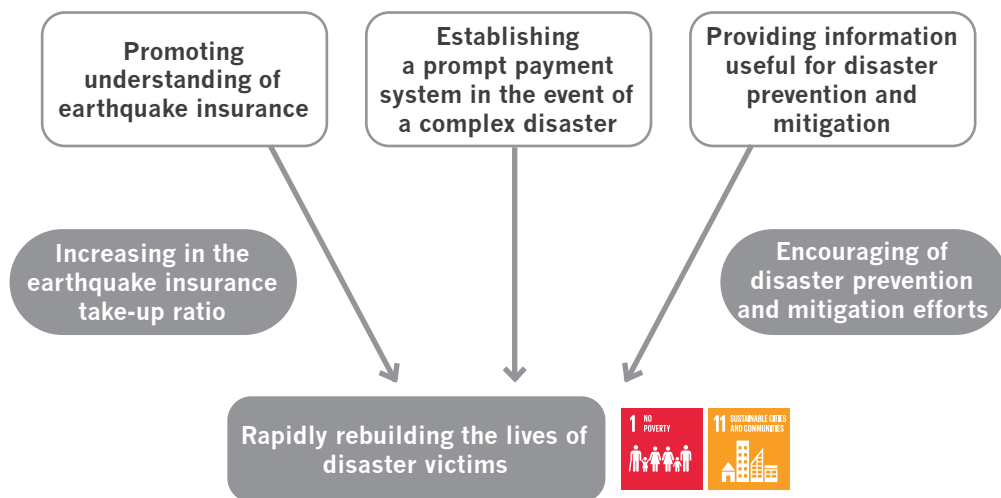 Promoting
understanding of
earthquake insurance
Establishing
a prompt payment
system in the event of
a complex disaster
Providing information
useful for disaster
prevention and
mitigation
Increasing in the
earthquake insurance
take-up ratio
Encouraging of
disaster prevention
and mitigation efforts
Rapidly rebuilding the lives of
disaster victims
1 NO
POVERTY
11 SUSTAINABLE CITIES
AND COMMUNITIES